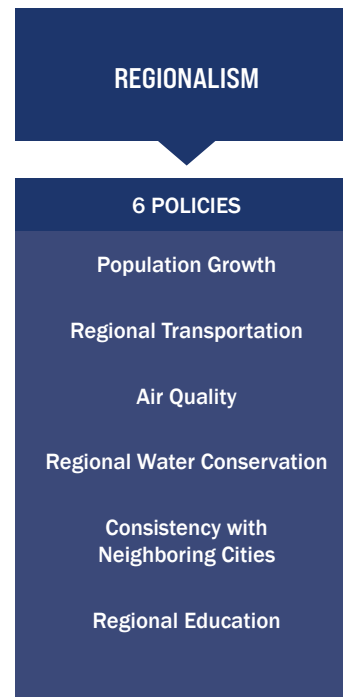 REGIONALISM
6 POLICIES
Population Growth
Regional Transportation
Air Quality
Regional Water Conservation
Consistency with
Neighboring Cities
Regional Education